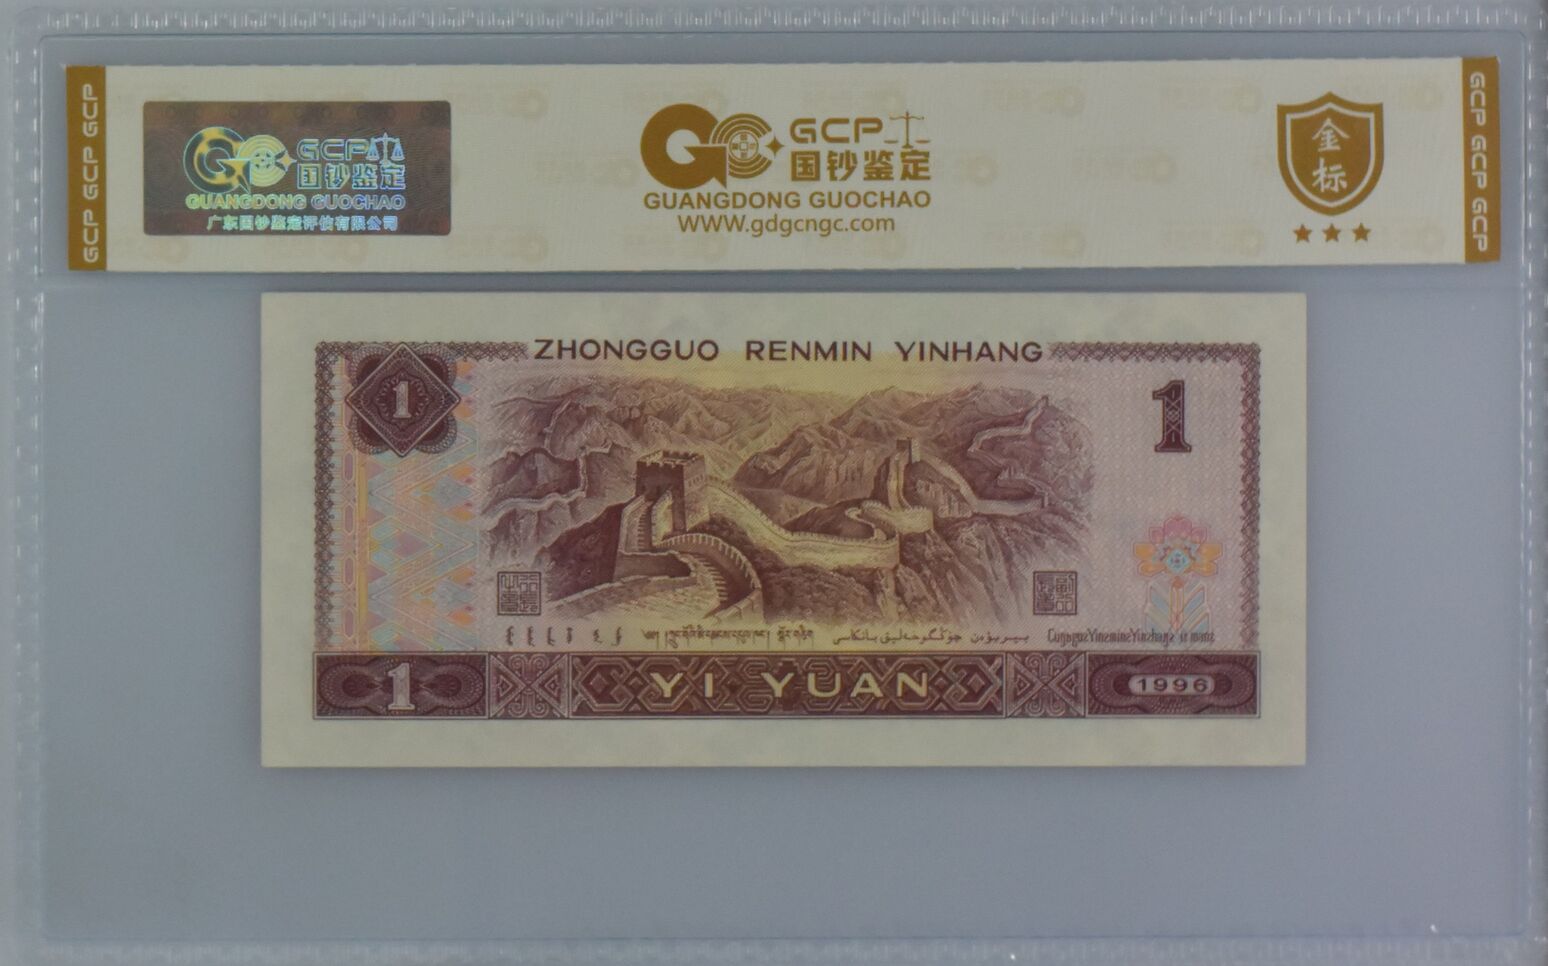 GCP GCP GCP
GCP
国钞鉴定
GUANGDONG GUOCHAO
广东国钞鉴定评估有限公司
GCP
国钞鉴定
GUANGDONG GUOCHAO
WWW.gdgcngc.com
金标
GCP GCP GCP
ZHONGGUO RENMIN YINHANG
1
1
1
YI YUAN
1996